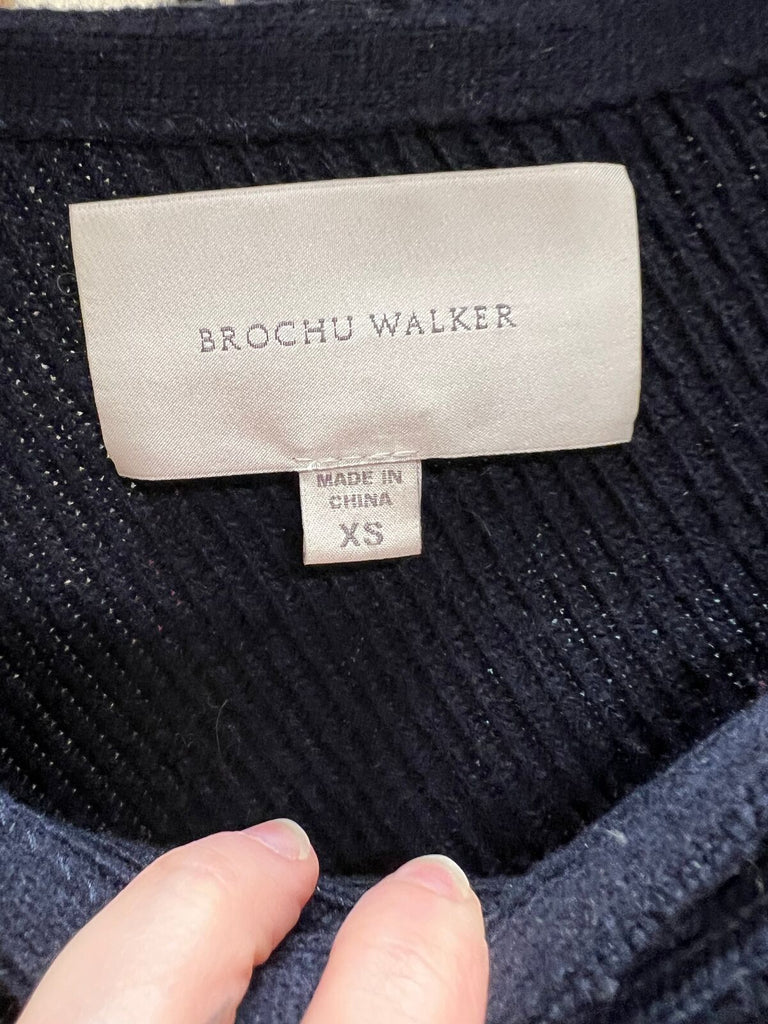 BROCHU WALKER
MADE IN
CHINA
XS